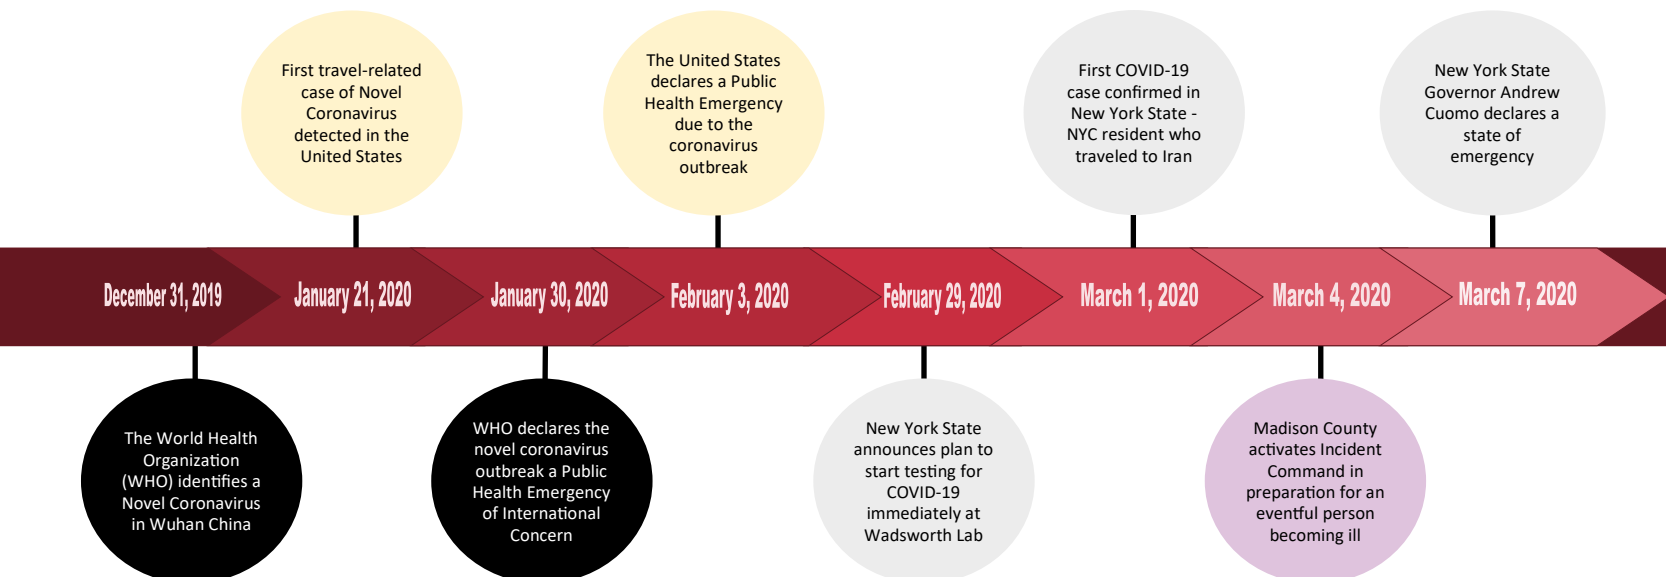 First travel-related
case of Novel
Coronavirus
detected in the
United States
The United States
declares a Public
Health Emergency
due to the
coronavirus
outbreak
First COVID-19
case confirmed in
New York State -
NYC resident who
traveled to Iran
New York State
Governor Andrew
Cuomo declares a
state of
emergency
December 31, 2019
January 21, 2020
January 30, 2020
February 3, 2020
February 29, 2020
March 1, 2020
March 4, 2020
March 7, 2020
The World Health
Organization
(WHO) identifies a
Novel Coronavirus
in Wuhan China
WHO declares the
novel coronavirus
outbreak a Public
Health Emergency
of International
Concern
New York State
announces plan to
start testing for
COVID-19
immediately at
Wadsworth Lab
Madison County
activates Incident
Command in
preparation for an
eventful person
becoming ill